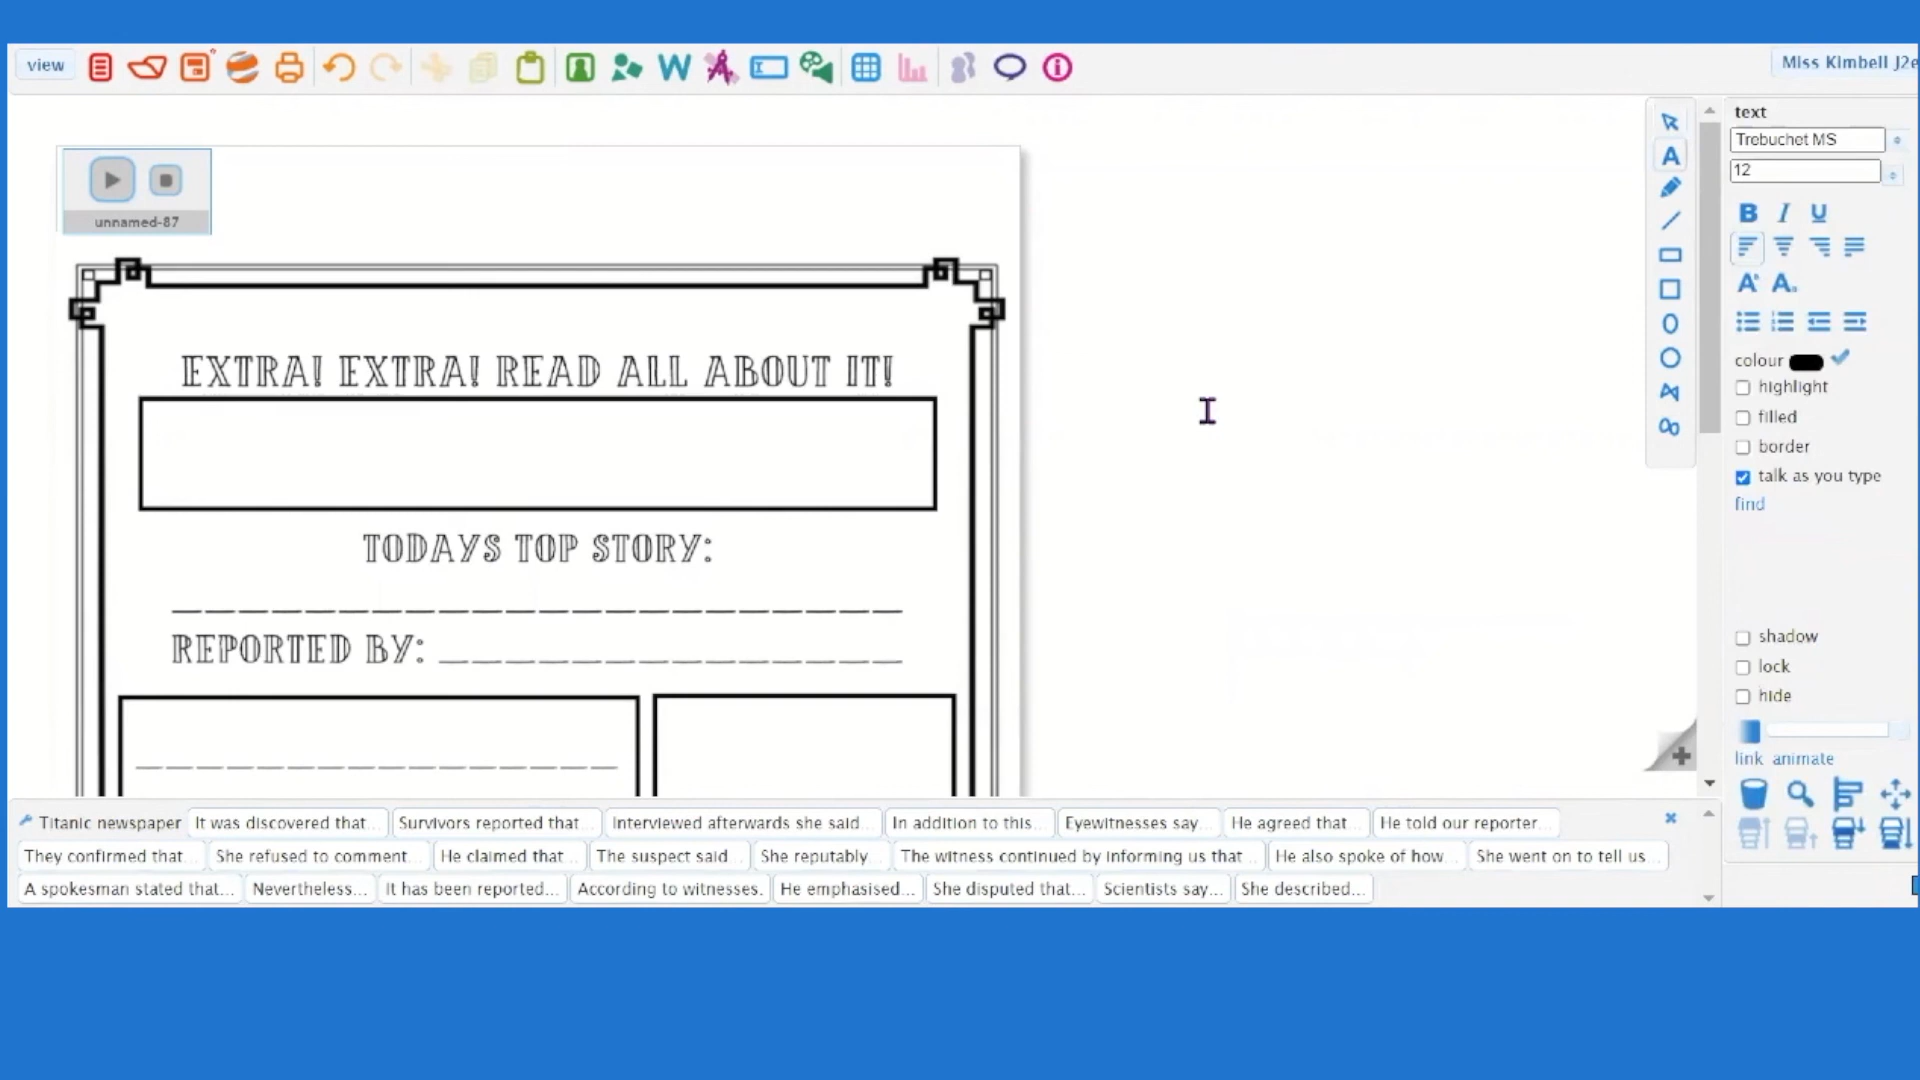 view
Miss Kimbell J2e
text
Trebuchet MS
12
unnamed-87
B I U
colour
highlight
filled
border
talk as you type
find
shadow
lock
hide
link animate
EXTRA! EXTRA! READ ALL ABOUT IT!
TODAYS TOP STORY:
REPORTED BY:
Titanic newspaper It was discovered that... Survivors reported that... Interviewed afterwards she said... In addition to this... Eyewitnesses say... He agreed that... He told our reporter...
They confirmed that... She refused to comment... He claimed that... The suspect said... She reputably... The witness continued by informing us that... He also spoke of how... She went on to tell us...
A spokesman stated that... Nevertheless... It has been reported... According to witnesses. He emphasised... She disputed that... Scientists say... She described...